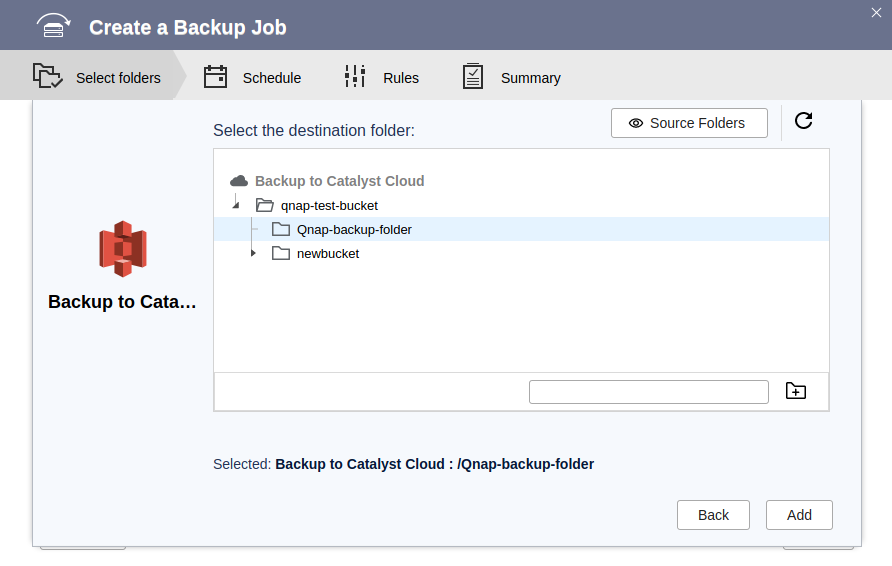 Create a Backup Job
Select folders
Schedule
Rules
Summary
Select the destination folder:
Source Folders
Backup to Catalyst Cloud
qnap-test-bucket
Qnap-backup-folder
newbucket
Backup to Cata...
Selected: Backup to Catalyst Cloud : /Qnap-backup-folder
Back
Add